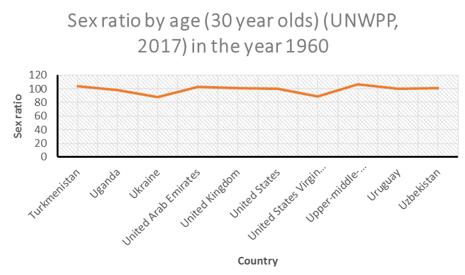 Sex ratio by age (30 year olds) (UNWPP,
2017) in the year 1960
120
100
80
60
40
20
0
Sex ratio
Turkmenistan
Uganda
Ukraine
United Arab Emirates
United Kingdom
United States
United States Virgin...
Upper-middle-...
Uruguay
Uzbekistan
Country